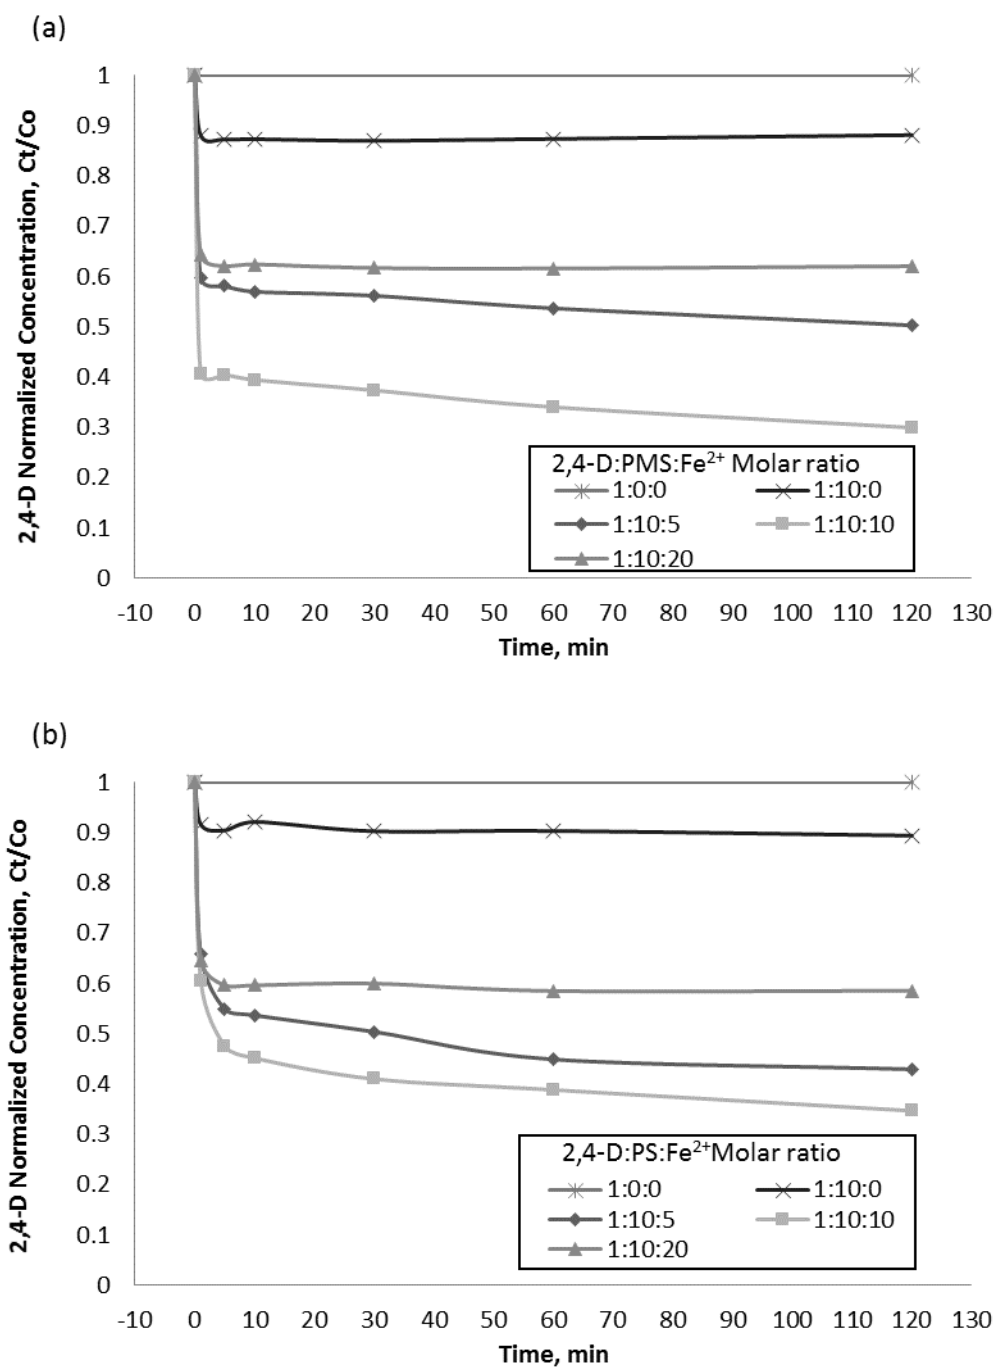 (a)
2,4-D Normalized Concentration, Ct/Co
1
0.9
0.8
0.7
0.6
0.5
0.4
0.3
0.2
0.1
0
2,4-D:PMS:Fe²⁺ Molar ratio
1:0:0 1:10:0
1:10:5 1:10:10
1:10:20
-10 0 10 20 30 40 50 60 70 80 90 100 110 120 130
Time, min
(b)
2,4-D Normalized Concentration, Ct/Co
1
0.9
0.8
0.7
0.6
0.5
0.4
0.3
0.2
0.1
0
2,4-D:PS:Fe²⁺Molar ratio
1:0:0 1:10:0
1:10:5 1:10:10
1:10:20
-10 0 10 20 30 40 50 60 70 80 90 100 110 120 130
Time, min